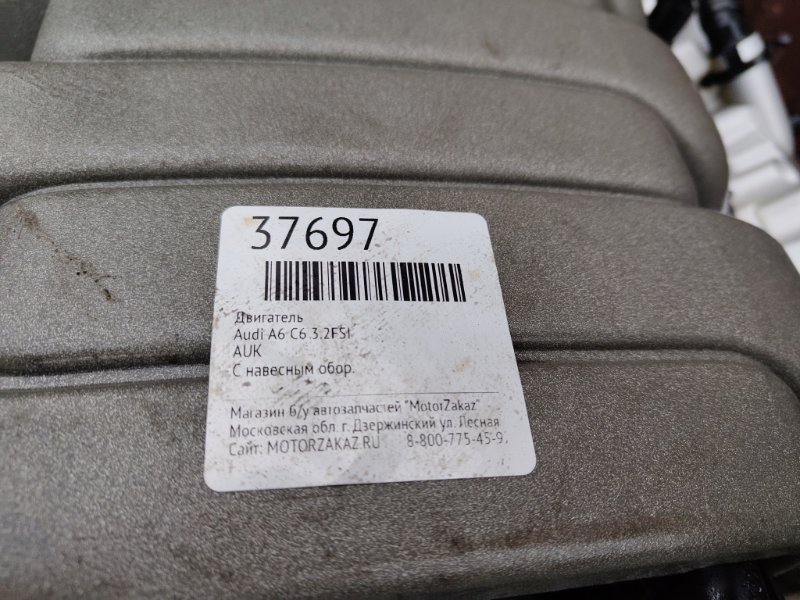 37697
Двигатель
Audi A6 C6 3.2FSI
AUK
С навесным обор.
Магазин б/у автозапчастей "MotorZakaz"
Московская обл. г. Дзержинский ул. Лесная
Сайт: MOTORZAKAZ.RU 8-800-775-45-9